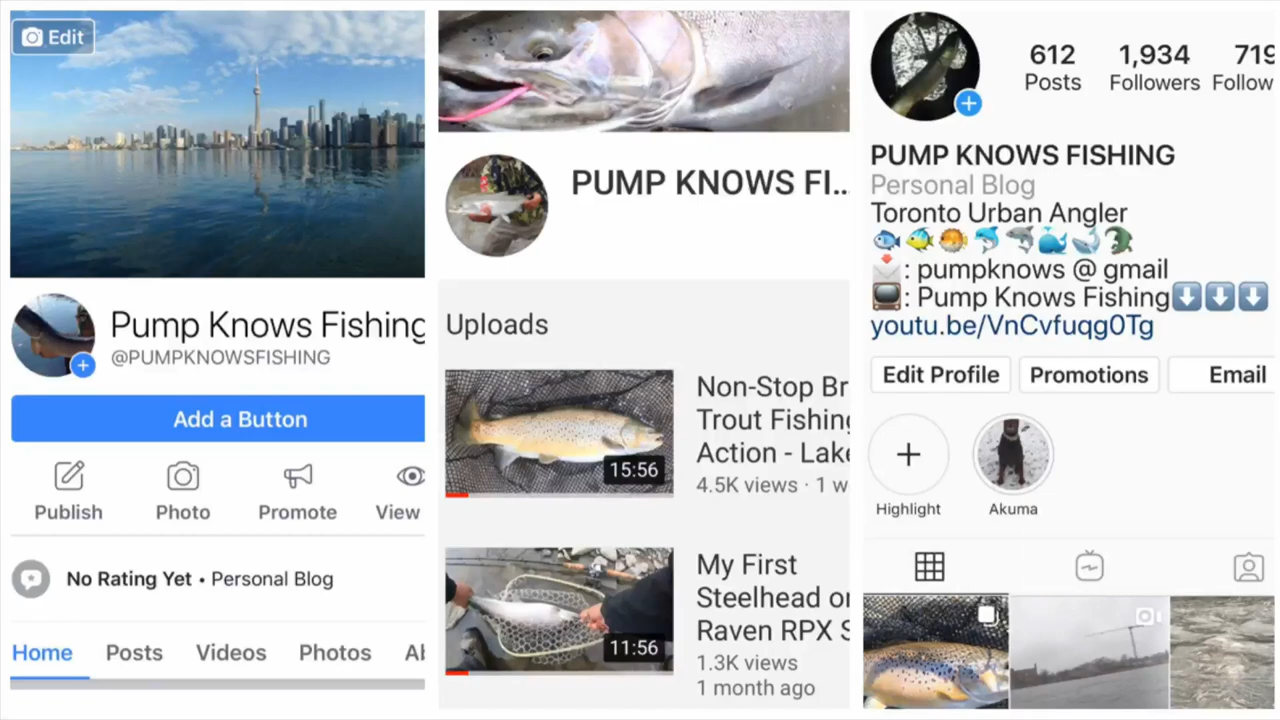 Edit
Pump Knows Fishing
@PUMPKNOWSFISHING
Add a Button
Publish
Photo
Promote
View
No Rating Yet • Personal Blog
Home
Posts
Videos
Photos
PUMP KNOWS FI...
Uploads
15:56
Non-Stop Br
Trout Fishing
Action - Lake
4.5K views · 1 w
11:56
My First
Steelhead or
Raven RPX S
1.3K views
1 month ago
612
Posts
1,934
Followers
719
Follow
PUMP KNOWS FISHING
Personal Blog
Toronto Urban Angler
: pumpknows @ gmail
: Pump Knows Fishing
youtu.be/VnCvfuqg0Tg
Edit Profile
Promotions
Email
Highlight
Akuma